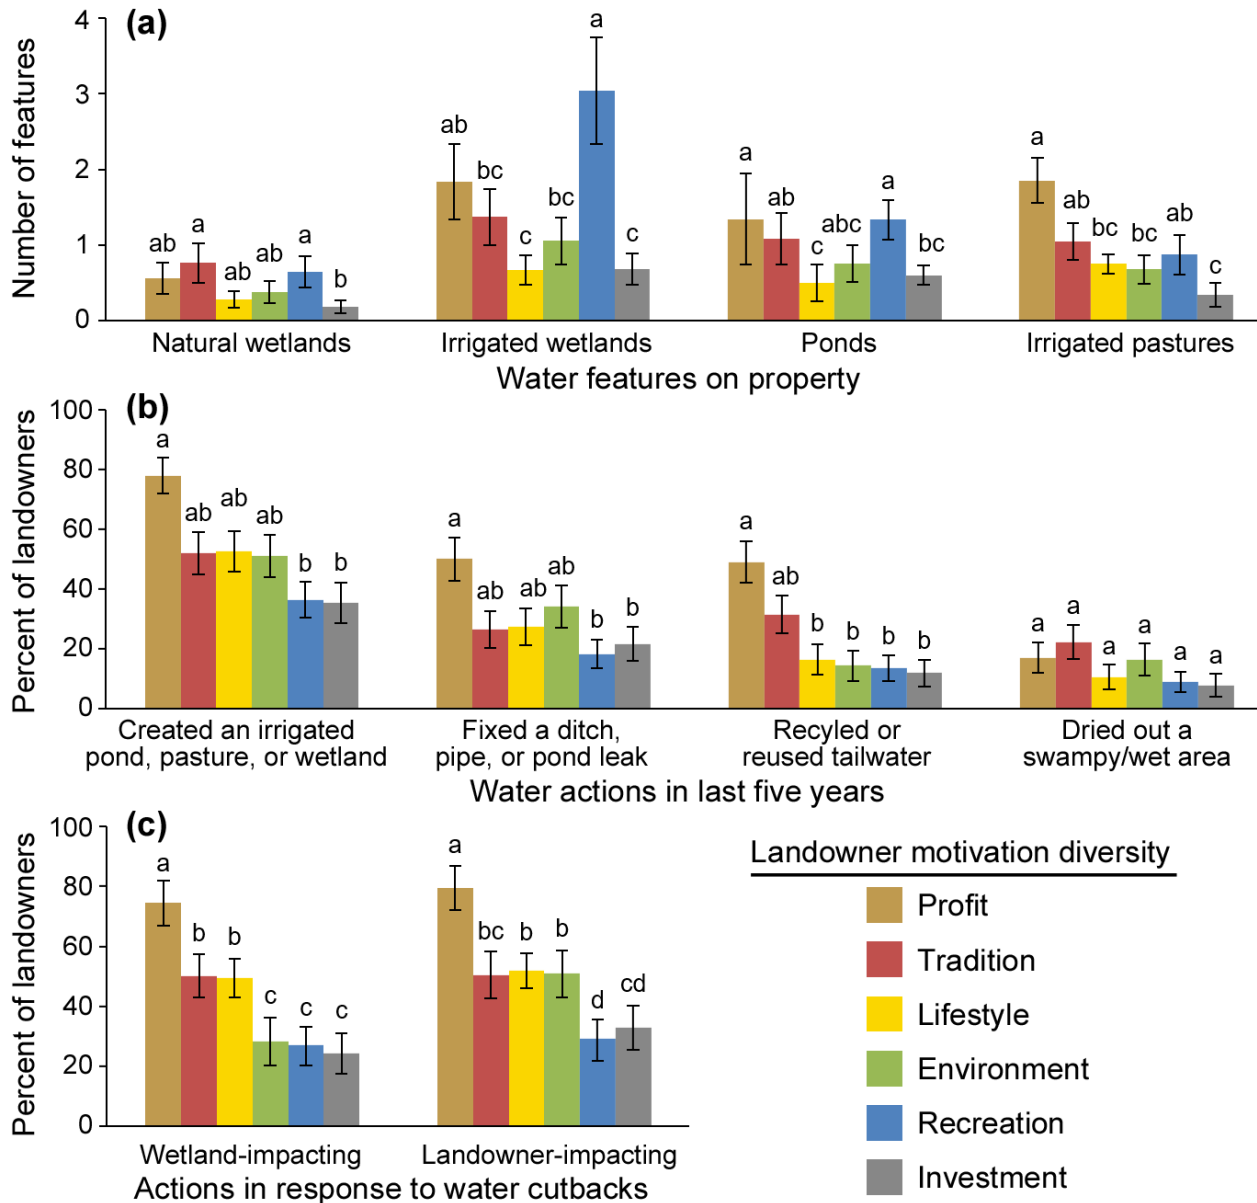 (a)
Number of features
4
3
2
1
0
ab a ab ab a b
ab bc c bc a c
a ab c abc a bc
a ab bc bc ab c
Natural wetlands Irrigated wetlands Ponds Irrigated pastures
Water features on property
(b)
Percent of landowners
100
80
60
40
20
0
a ab ab ab b b
a ab ab ab b b
a ab b b b b
a a a a a a
Created an irrigated
pond, pasture, or wetland
Fixed a ditch,
pipe, or pond leak
Recyled or
reused tailwater
Dried out a
swampy/wet area
Water actions in last five years
(c)
Percent of landowners
100
80
60
40
20
0
a b b c c c
a bc b b d cd
Wetland-impacting Landowner-impacting
Actions in response to water cutbacks
Landowner motivation diversity
Profit
Tradition
Lifestyle
Environment
Recreation
Investment